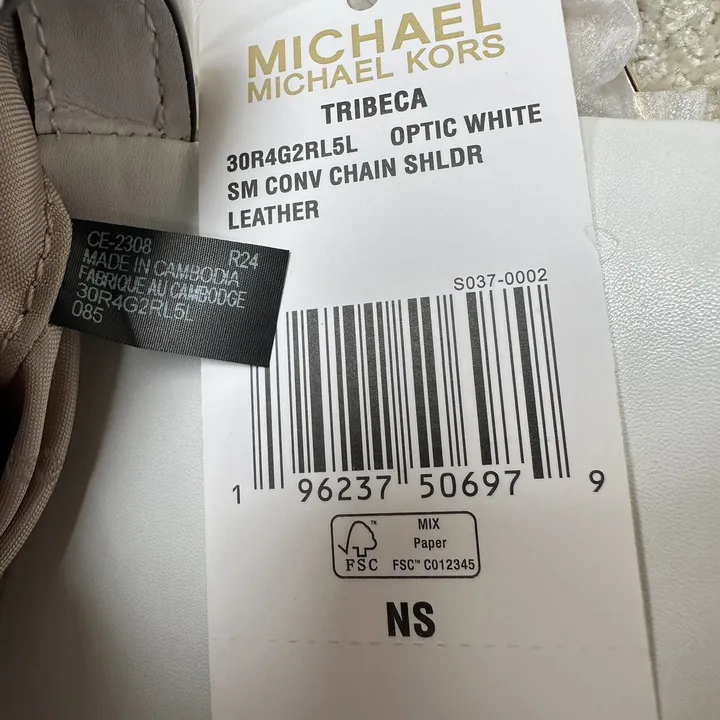 MICHAEL
MICHAEL KORS
TRIBECA
30R4G2RL5L OPTIC WHITE
SM CONV CHAIN SHLDR
LEATHER
CE-2308 R24
MADE IN CAMBODIA
FABRIQUE AU CAMBODGE
30R4G2RL5L
085
S037-0002
1 96237 50697 9
FSC
MIX
Paper
FSC™ C012345
NS